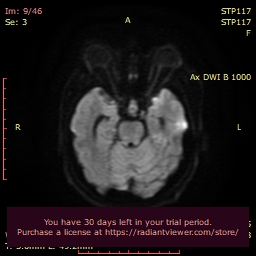 Im: 9/46
Se: 3
A
STP117
STP117
F
Ax DWI B 1000
R
L
You have 30 days left in your trial period.
Purchase a license at https://radiantviewer.com/store/